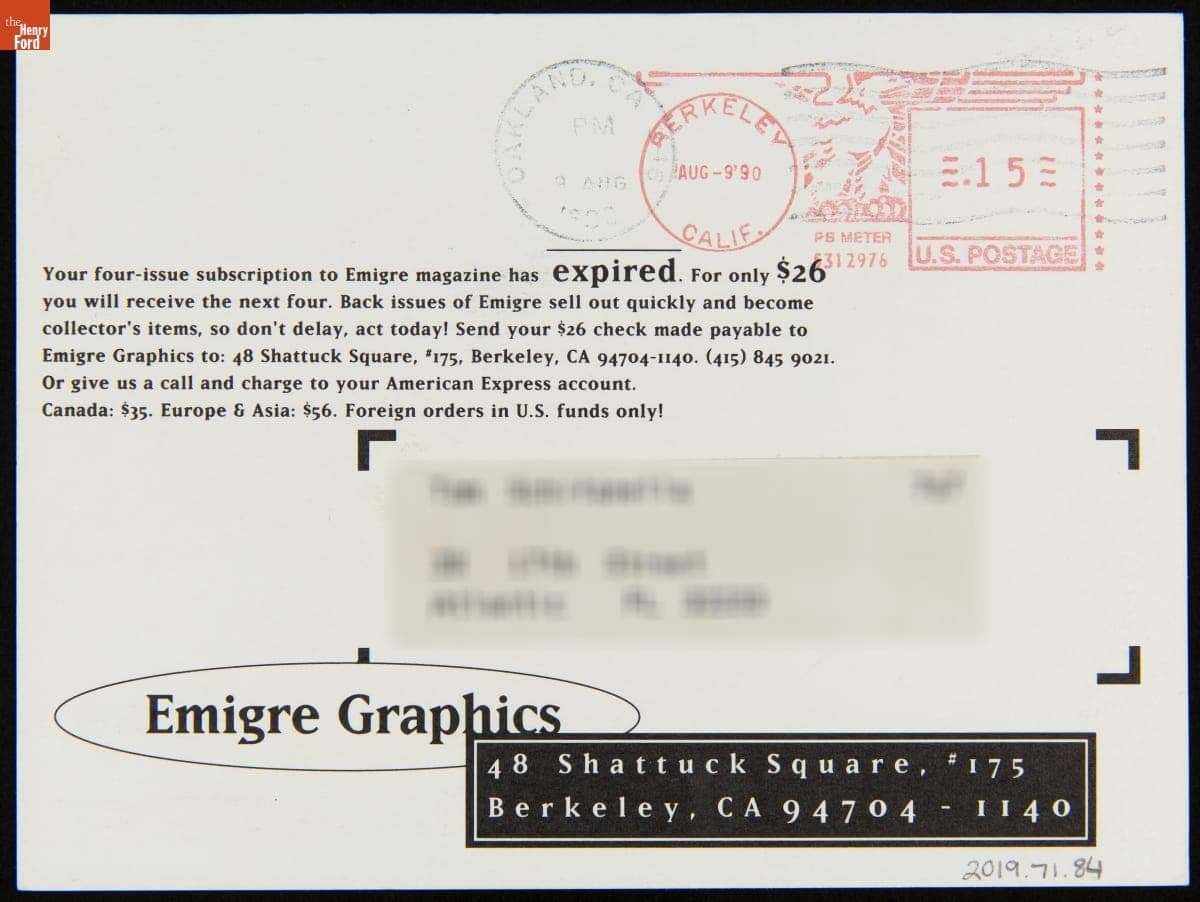 the
Henry
Ford
OAKLAND, CA
PM
9 AUG
BERKELEY
AUG-9'90
CALIF.
PB METER
5312976
.15
U.S. POSTAGE
Your four-issue subscription to Emigre magazine has expired. For only $26
you will receive the next four. Back issues of Emigre sell out quickly and become
collector's items, so don't delay, act today! Send your $26 check made payable to
Emigre Graphics to: 48 Shattuck Square, #175, Berkeley, CA 94704-1140. (415) 845 9021.
Or give us a call and charge to your American Express account.
Canada: $35. Europe & Asia: $56. Foreign orders in U.S. funds only!
Emigre Graphics
48 Shattuck Square, #175
Berkeley, CA 94704 - 1140
2019.71.84